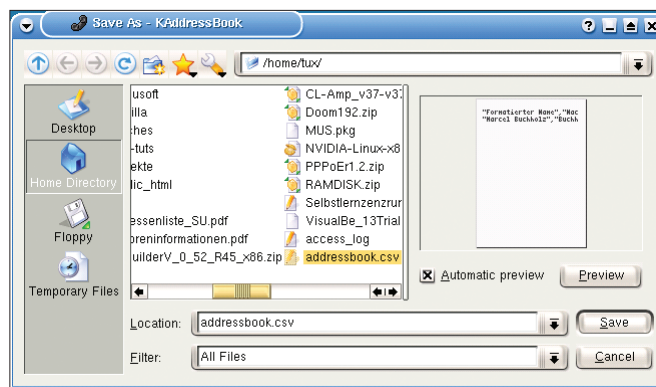 Save As - KAddressBook
/home/tux/
Desktop
Home Directory
Floppy
Temporary Files
usoft
illa
hes
-tuts
ekte
lic_html
essenliste_SU.pdf
oreninformationen.pdf
uilderV_0_52_R45_x86.zip
CL-Amp_v37-v37
Doom192.zip
MUS.pkg
NVIDIA-Linux-x8
PPPoEr1.2.zip
RAMDISK.zip
Selbstlernzenzrur
VisualBe_13Trial
access_log
addressbook.csv
"Formatierter Name","Nac
"Marcel Buchholz","Buchh
Automatic preview
Preview
Location: addressbook.csv
Save
Filter: All Files
Cancel